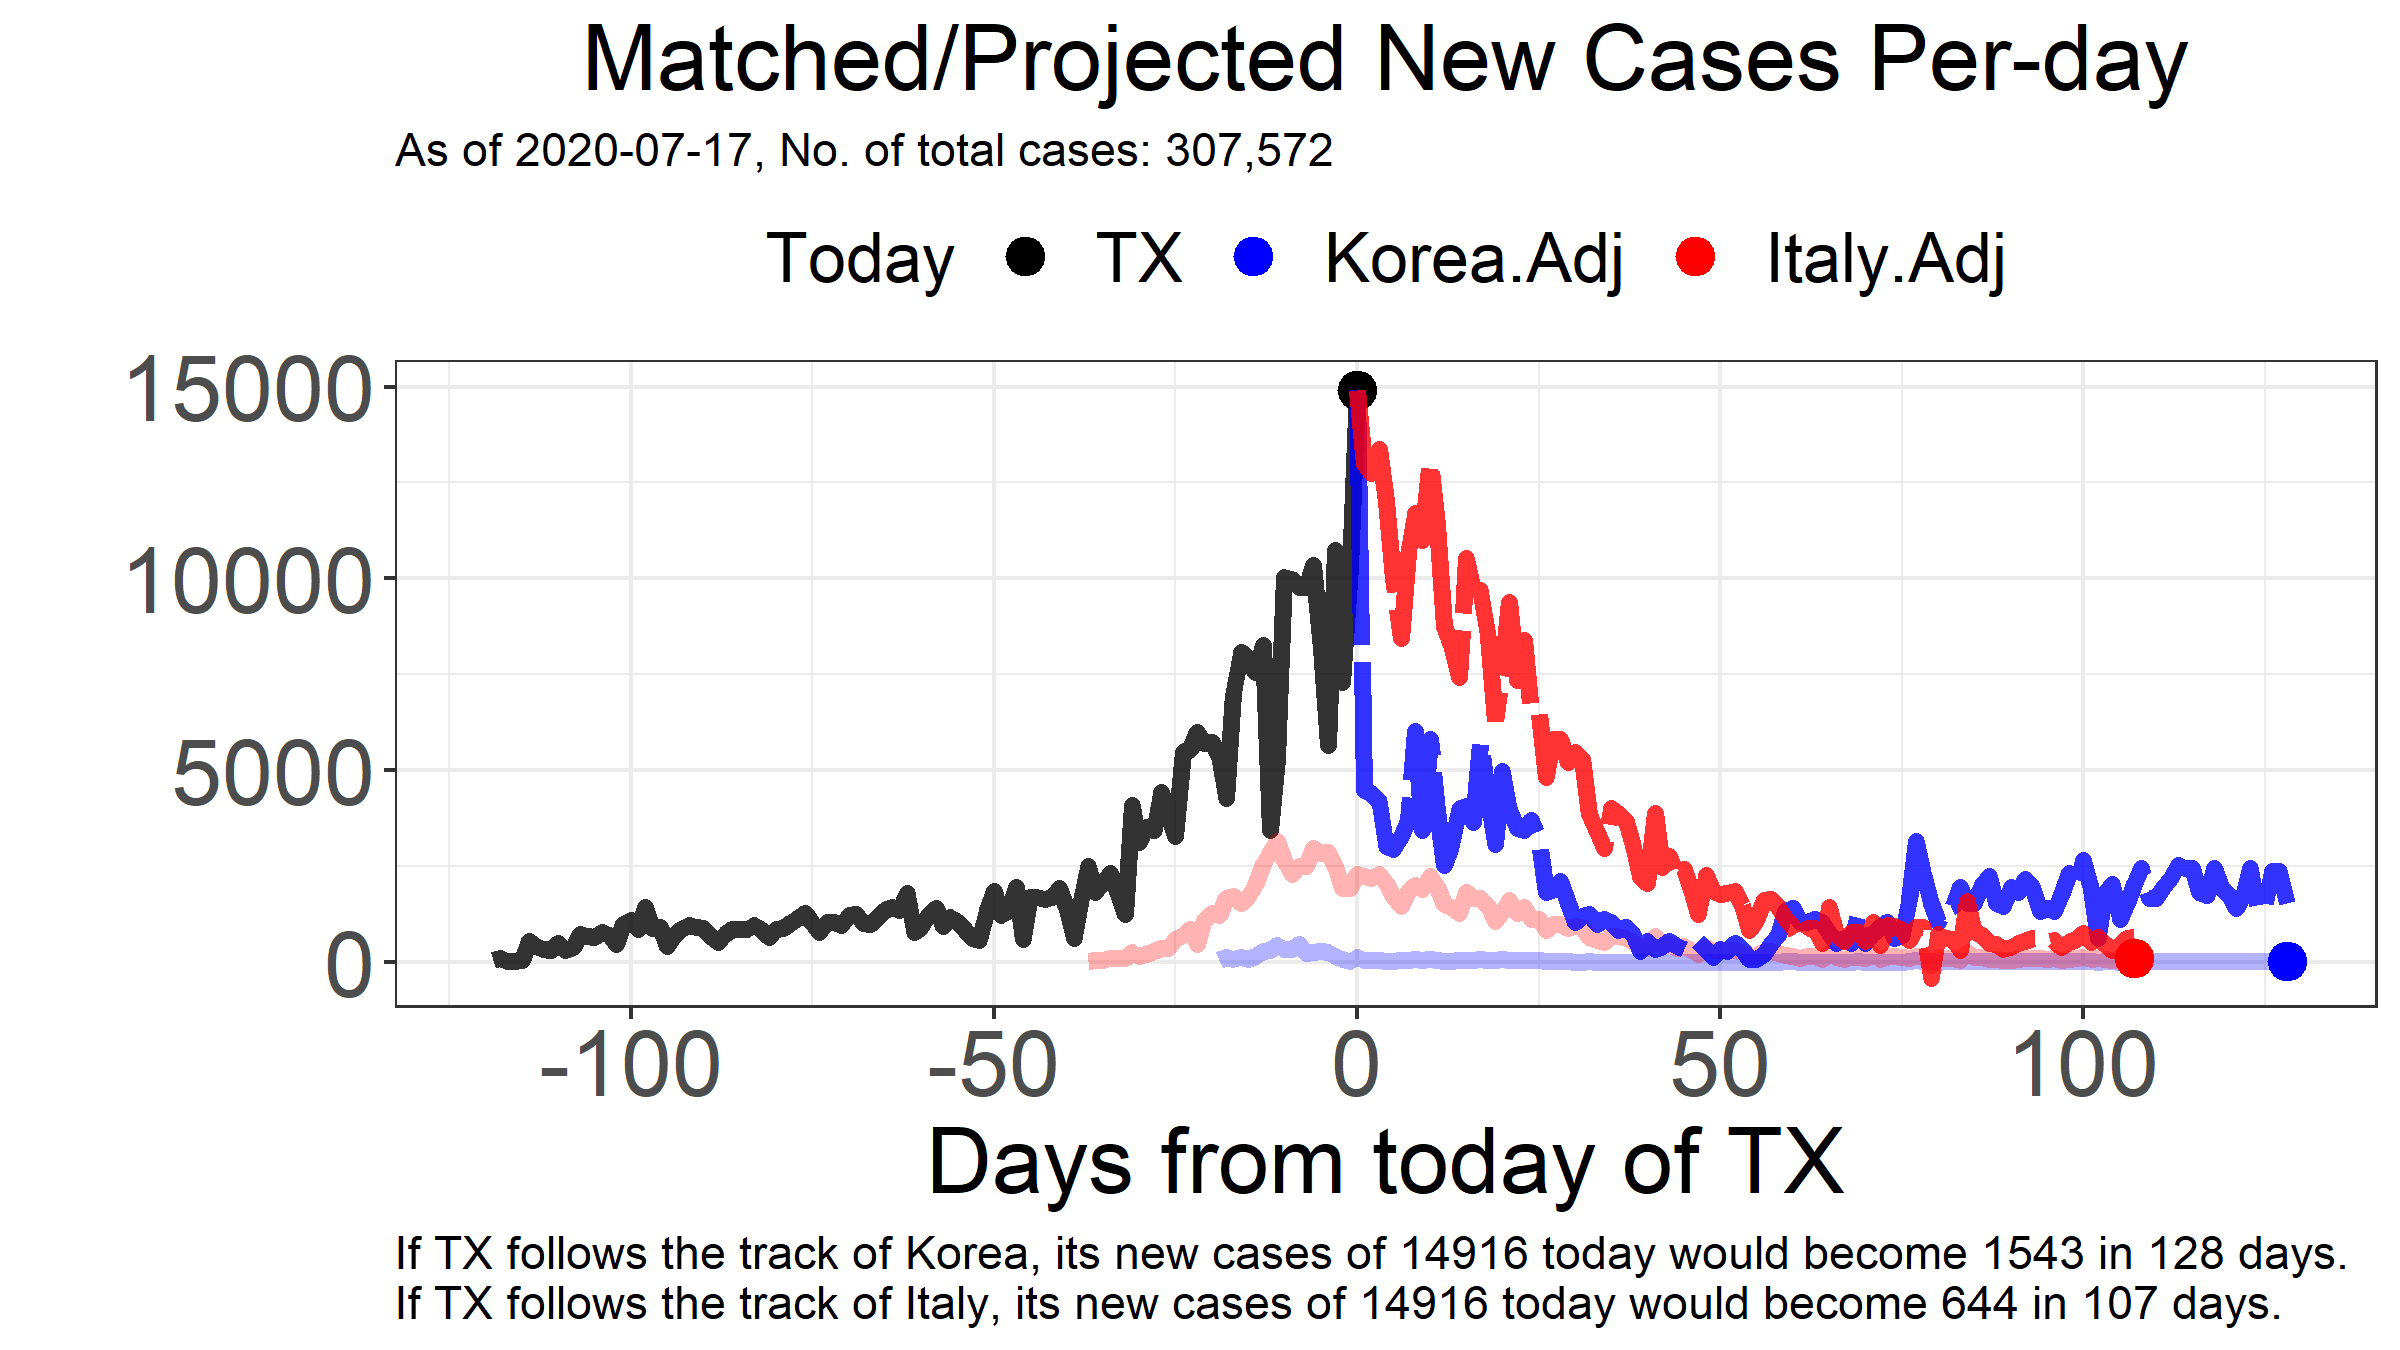 Matched/Projected New Cases Per-day
As of 2020-07-17, No. of total cases: 307,572
Today TX Korea.Adj Italy.Adj
15000
10000
5000
0
-100 -50 0 50 100
Days from today of TX
If TX follows the track of Korea, its new cases of 14916 today would become 1543 in 128 days.
If TX follows the track of Italy, its new cases of 14916 today would become 644 in 107 days.